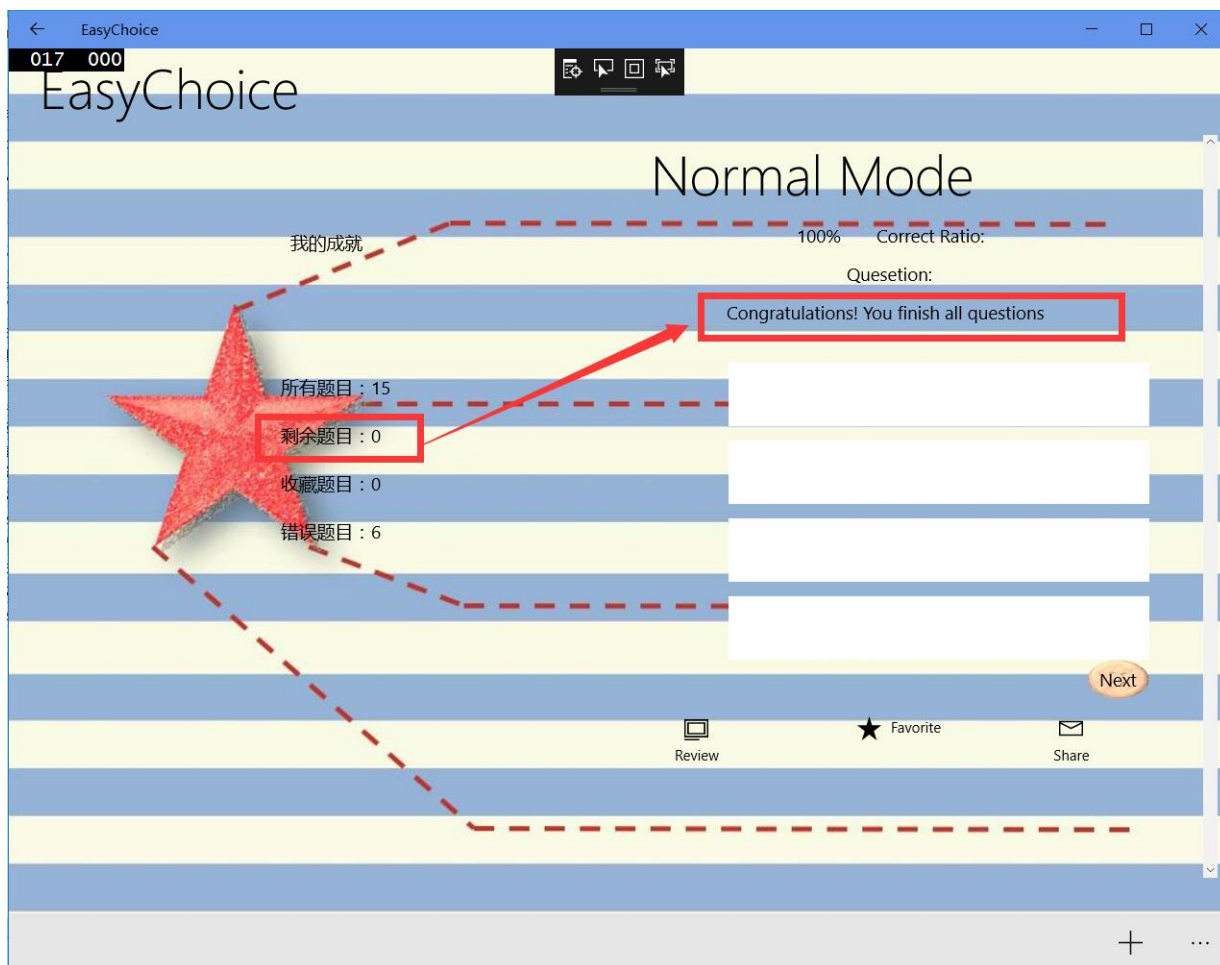 EasyChoice
017 000
EasyChoice
Normal Mode
我的成就
100% Correct Ratio:
Quesetion:
Congratulations! You finish all questions
所有题目：15
剩余题目：0
收藏题目：0
错误题目：6
Next
Review
Favorite
Share